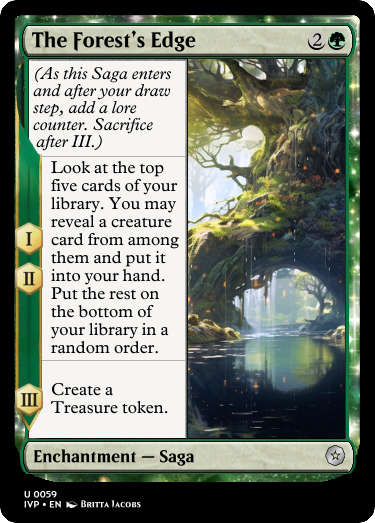 The Forest's Edge 2
(As this Saga enters
and after your draw
step, add a lore
counter. Sacrifice
after III.)
I
II
Look at the top
five cards of your
library. You may
reveal a creature
card from among
them and put it
into your hand.
Put the rest on
the bottom of
your library in a
random order.
III
Create a
Treasure token.
Enchantment — Saga
U 0059
IVP • EN Britta Jacobs